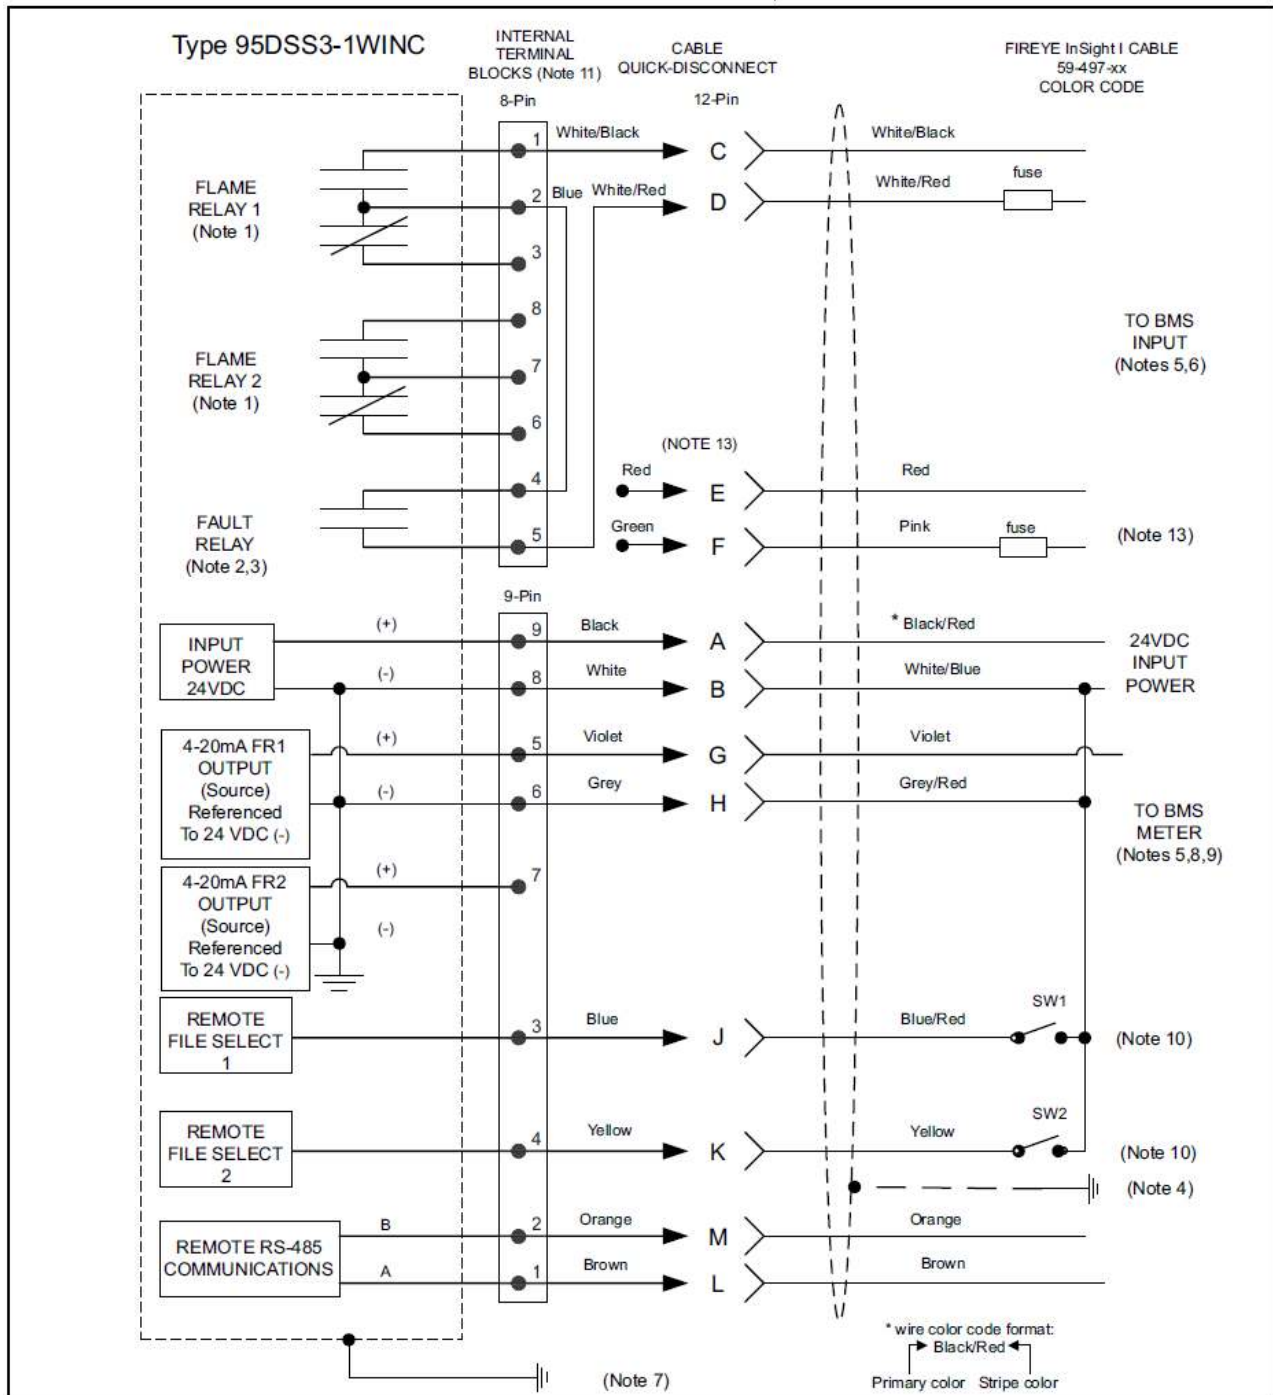 Type 95DSS3-1WINC
INTERNAL
TERMINAL
BLOCKS (Note 11)
CABLE
QUICK-DISCONNECT
FIREYE InSight I CABLE
59-497-xx
COLOR CODE
8-Pin
12-Pin
FLAME
RELAY 1
(Note 1)
1
White/Black
C
White/Black
2
Blue
White/Red
D
White/Red
fuse
3
FLAME
RELAY 2
(Note 1)
8
7
6
TO BMS
INPUT
(Notes 5,6)
(NOTE 13)
FAULT
RELAY
(Note 2,3)
4
Red
E
Red
5
Green
F
Pink
fuse
(Note 13)
9-Pin
INPUT
POWER
24VDC
(+)
9
Black
A
* Black/Red
(-)
8
White
B
White/Blue
24VDC
INPUT
POWER
4-20mA FR1
OUTPUT
(Source)
Referenced
To 24 VDC (-)
(+)
5
Violet
G
Violet
(-)
6
Grey
H
Grey/Red
TO BMS
METER
(Notes 5,8,9)
4-20mA FR2
OUTPUT
(Source)
Referenced
To 24 VDC (-)
(+)
7
(-)
REMOTE
FILE SELECT
1
3
Blue
J
Blue/Red
SW1
(Note 10)
REMOTE
FILE SELECT
2
4
Yellow
K
Yellow
SW2
(Note 10)
(Note 4)
REMOTE RS-485
COMMUNICATIONS
B
2
Orange
M
Orange
A
1
Brown
L
Brown
(Note 7)
* wire color code format:
Black/Red
Primary color
Stripe color